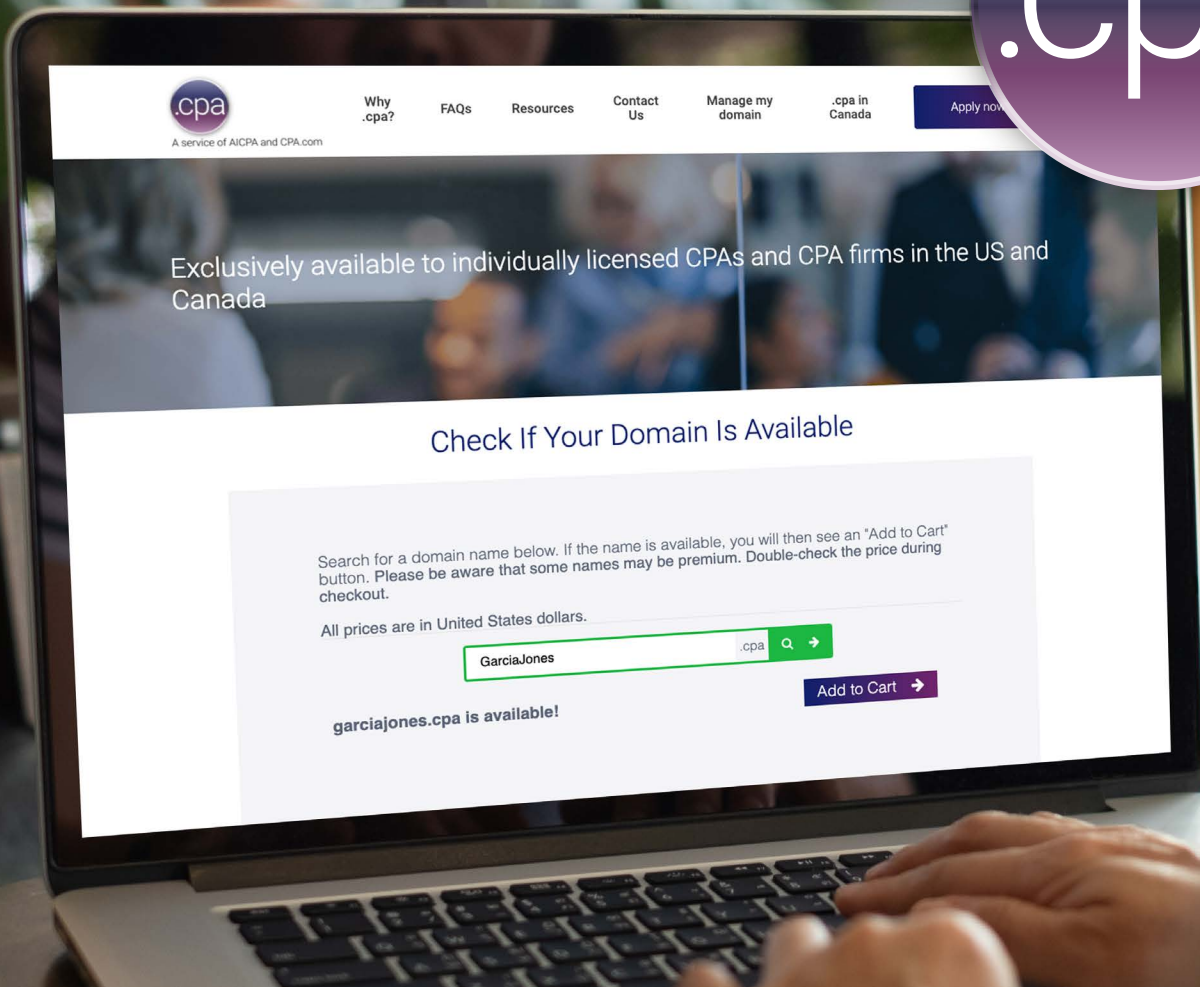 .cp
.cpa
A service of AICPA and CPA.com
Why
.cpa?
FAQs
Resources
Contact
Us
Manage my
domain
.cpa in
Canada
Apply now
Exclusively available to individually licensed CPAs and CPA firms in the US and
Canada
Check If Your Domain Is Available
Search for a domain name below. If the name is available, you will then see an "Add to Cart"
button. Please be aware that some names may be premium. Double-check the price during
checkout.
All prices are in United States dollars.
GarciaJones .cpa
Add to Cart
garciajones.cpa is available!